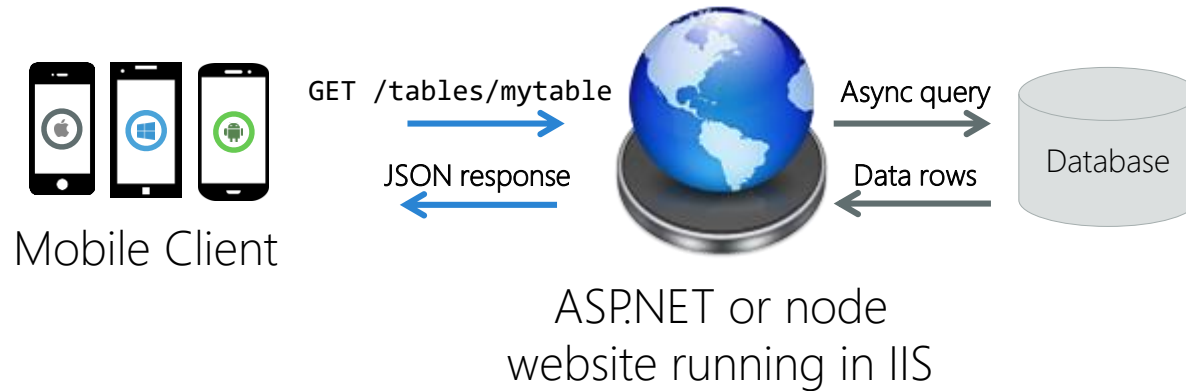 GET /tables/mytable
JSON response
Mobile Client
Async query
Data rows
Database
ASP.NET or node
website running in IIS